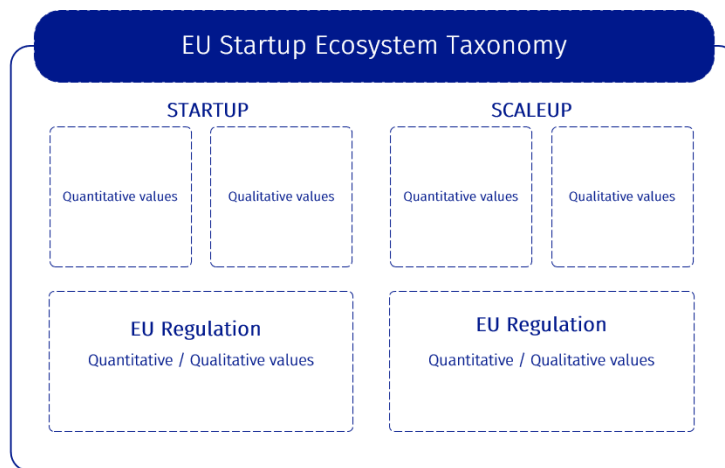 EU Startup Ecosystem Taxonomy
STARTUP
SCALEUP
Quantitative values
Qualitative values
Quantitative values
Qualitative values
EU Regulation
Quantitative / Qualitative values
EU Regulation
Quantitative / Qualitative values